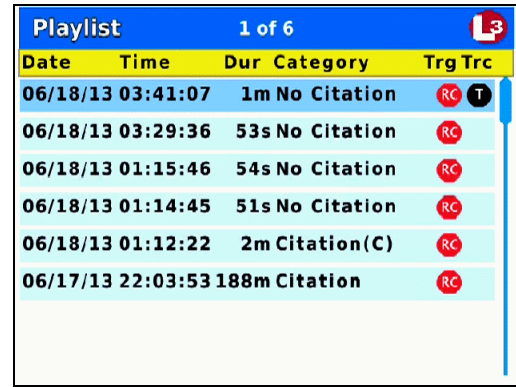 Playlist 1 of 6 L3
Date Time Dur Category Trg Trc
06/18/13 03:41:07 1m No Citation RC T
06/18/13 03:29:36 53s No Citation RC
06/18/13 01:15:46 54s No Citation RC
06/18/13 01:14:45 51s No Citation RC
06/18/13 01:12:22 2m Citation(C) RC
06/17/13 22:03:53 188m Citation RC